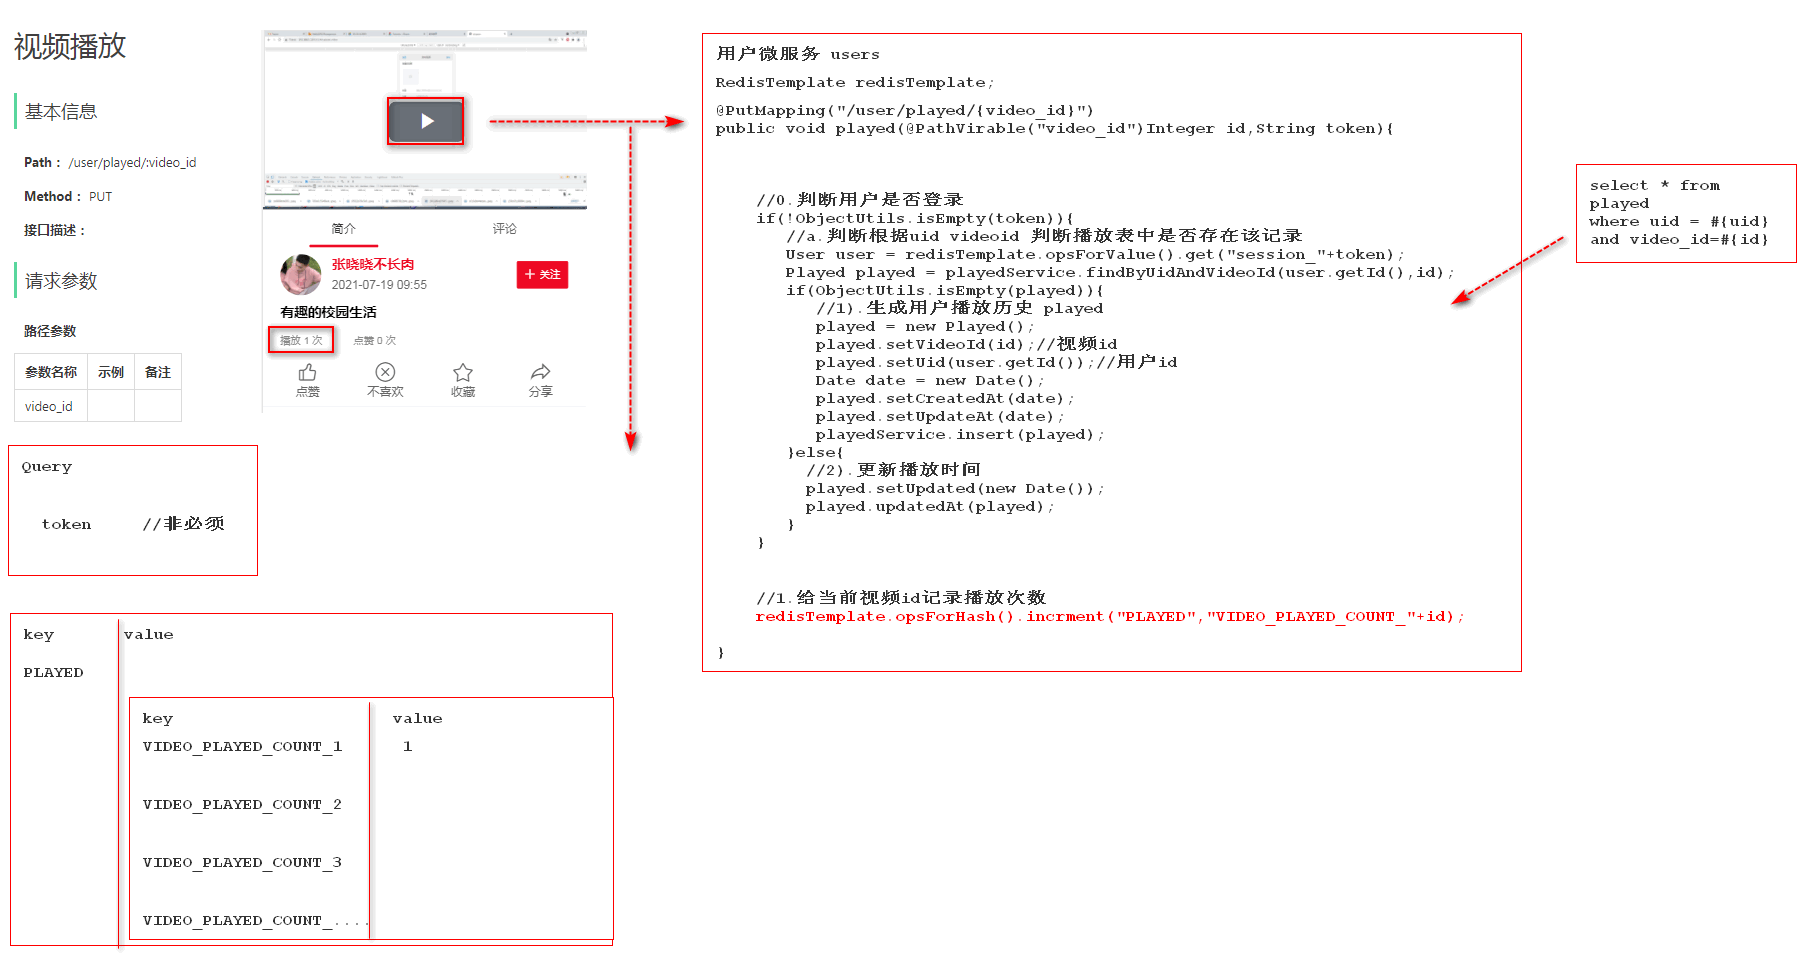 视频播放
基本信息
Path： /user/played/:video_id
Method： PUT
接口描述：
请求参数
路径参数
参数名称 示例 备注
video_id
简介 评论
张晓晓不长肉
2021-07-19 09:55
+ 关注
有趣的校园生活
播放 1 次 点赞 0 次
点赞 不喜欢 收藏 分享
Query
token //非必须
key value
PLAYED
key value
VIDEO_PLAYED_COUNT_1 1
VIDEO_PLAYED_COUNT_2
VIDEO_PLAYED_COUNT_3
VIDEO_PLAYED_COUNT_....
用户微服务 users
RedisTemplate redisTemplate;
@PutMapping("/user/played/{video_id}")
public void played(@PathVirable("video_id")Integer id,String token){
//0.判断用户是否登录
if(!ObjectUtils.isEmpty(token)){
//a.判断根据uid videoid 判断播放表中是否存在该记录
User user = redisTemplate.opsForValue().get("session_"+token);
Played played = playedService.findByUidAndVideoId(user.getId(),id);
if(ObjectUtils.isEmpty(played)){
//1).生成用户播放历史 played
played = new Played();
played.setVideoId(id);//视频id
played.setUid(user.getId());//用户id
Date date = new Date();
played.setCreatedAt(date);
played.setUpdateAt(date);
playedService.insert(played);
}else{
//2).更新播放时间
played.setUpdated(new Date());
played.updatedAt(played);
}
}
//1.给当前视频id记录播放次数
redisTemplate.opsForHash().incrment("PLAYED","VIDEO_PLAYED_COUNT_"+id);
}
select * from
played
where uid = #{uid}
and video_id=#{id}